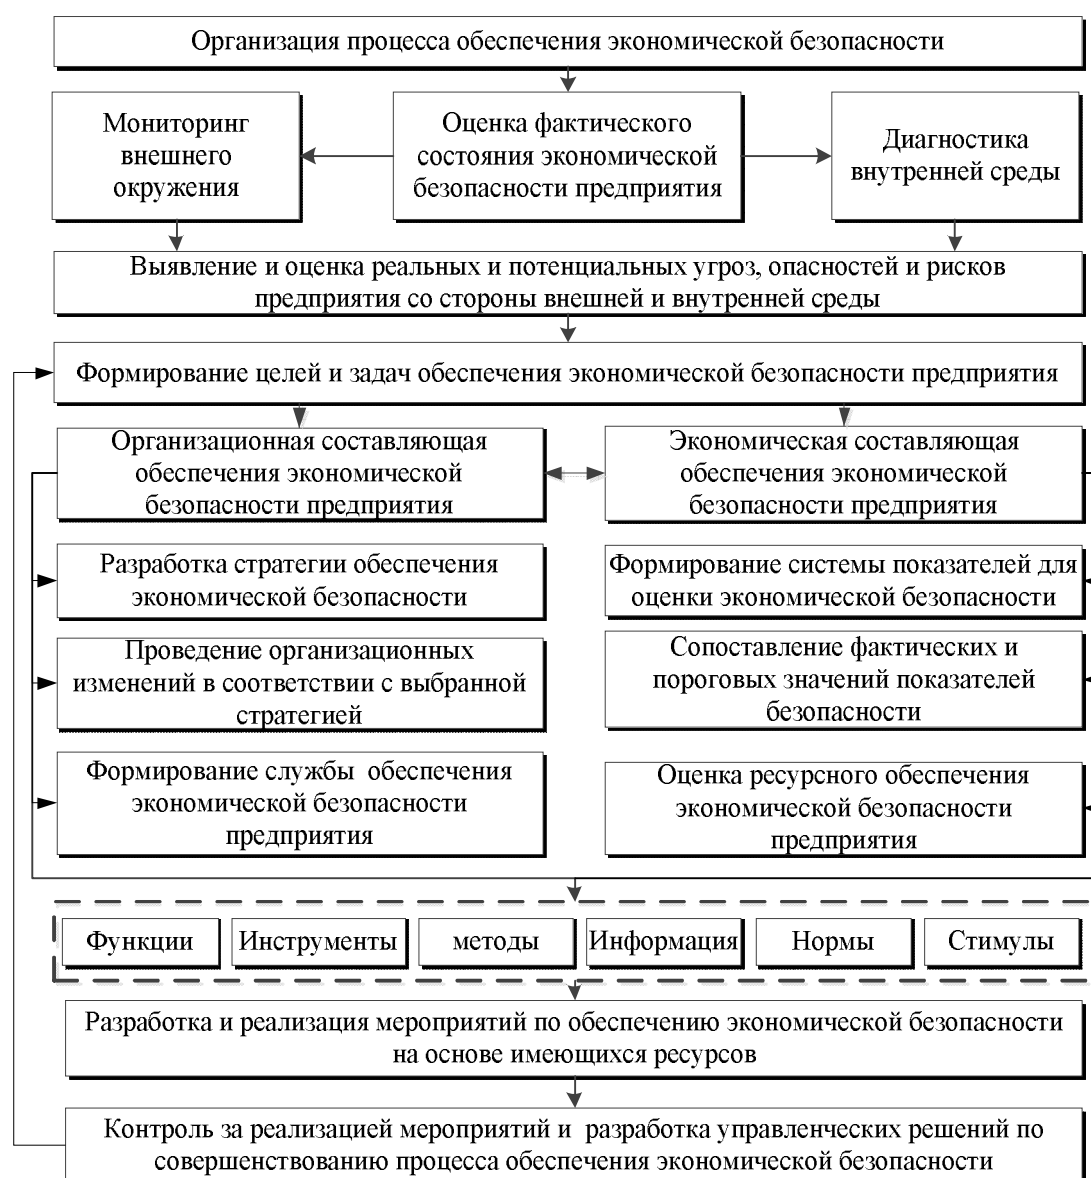 Организация процесса обеспечения экономической безопасности
Мониторинг
внешнего
окружения
Оценка фактического
состояния экономической
безопасности предприятия
Диагностика
внутренней среды
Выявление и оценка реальных и потенциальных угроз, опасностей и рисков
предприятия со стороны внешней и внутренней среды
Формирование целей и задач обеспечения экономической безопасности предприятия
Организационная составляющая
обеспечения экономической
безопасности предприятия
Экономическая составляющая
обеспечения экономической
безопасности предприятия
Разработка стратегии обеспечения
экономической безопасности
Формирование системы показателей для
оценки экономической безопасности
Проведение организационных
изменений в соответствии с выбранной
стратегией
Сопоставление фактических и
пороговых значений показателей
безопасности
Формирование службы обеспечения
экономической безопасности
предприятия
Оценка ресурсного обеспечения
экономической безопасности
предприятия
Функции
Инструменты
методы
Информация
Нормы
Стимулы
Разработка и реализация мероприятий по обеспечению экономической безопасности
на основе имеющихся ресурсов
Контроль за реализацией мероприятий и разработка управленческих решений по
совершенствованию процесса обеспечения экономической безопасности